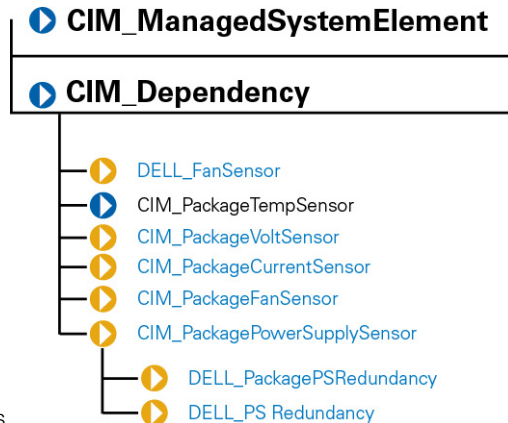 CIM_ManagedSystemElement
CIM_Dependency
DELL_FanSensor
CIM_PackageTempSensor
CIM_PackageVoltSensor
CIM_PackageCurrentSensor
CIM_PackageFanSensor
CIM_PackagePowerSupplySensor
DELL_PackagePSRedundancy
DELL_PS Redundancy